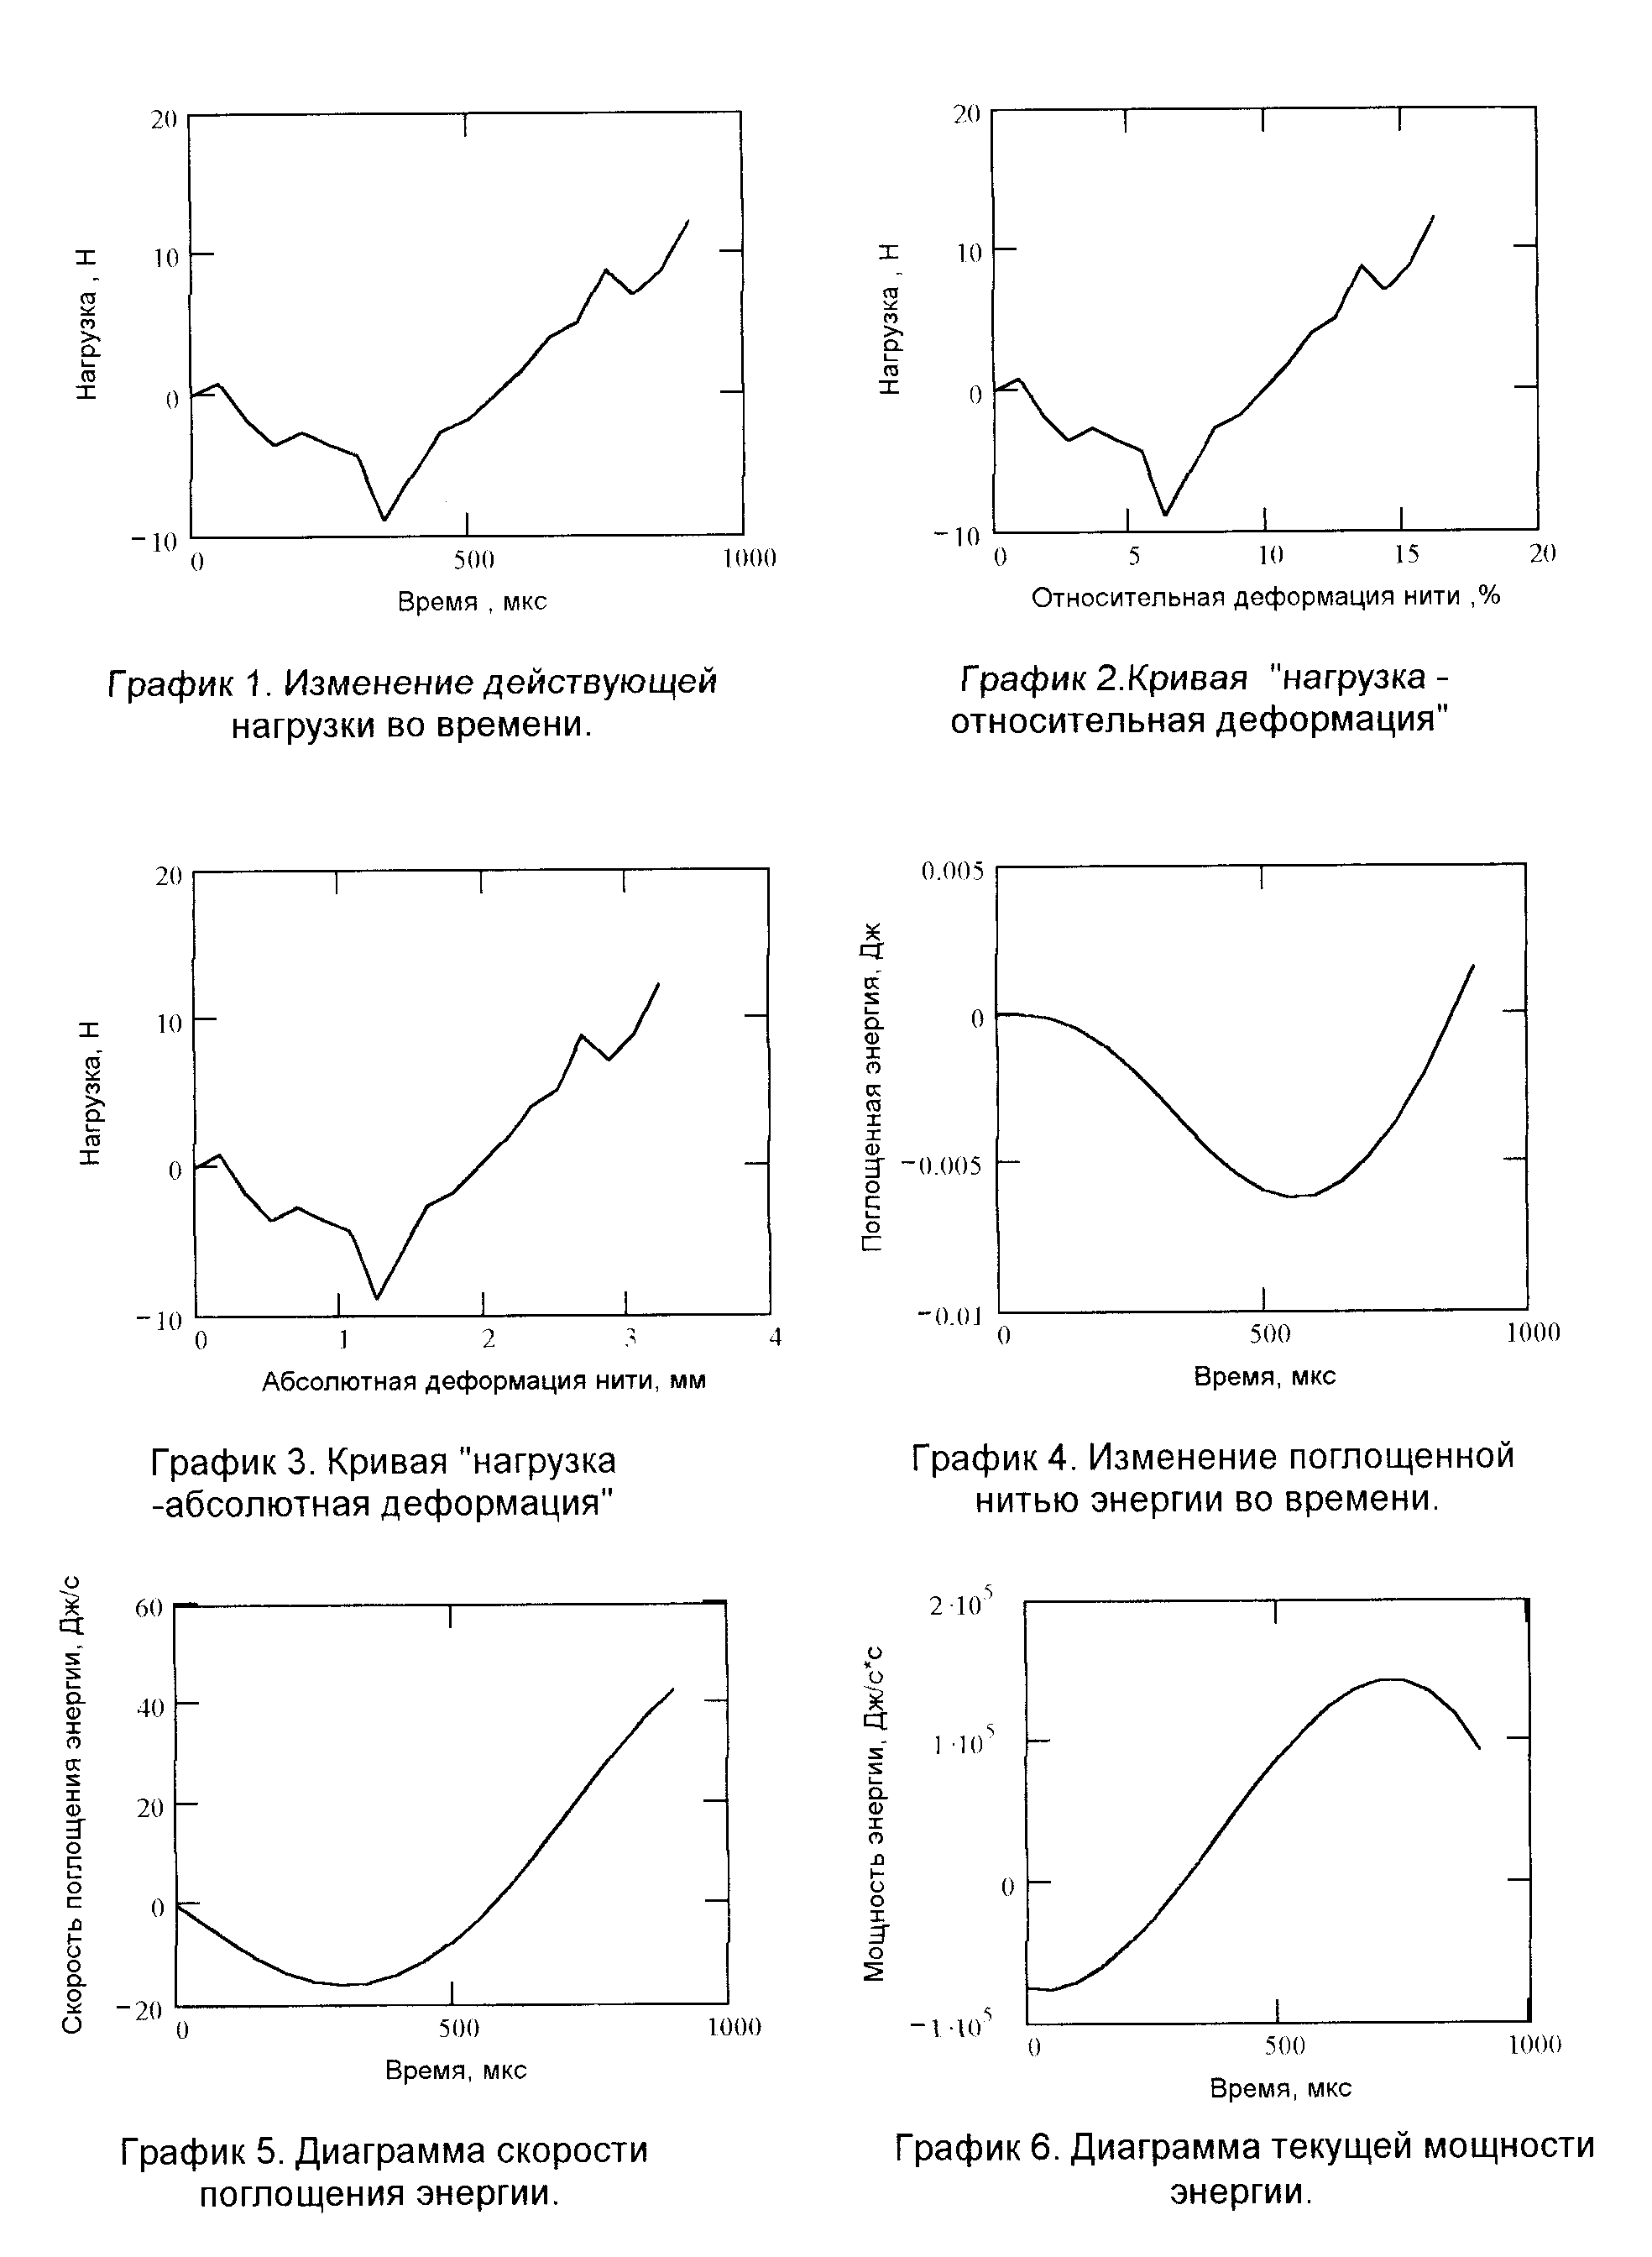 20
10
0
−10
0 500 1000
Нагрузка , Н
Время , мкс
График 1. Изменение действующей
нагрузки во времени.
20
10
0
−10
0 5 10 15 20
Нагрузка , Н
Относительная деформация нити ,%
График 2.Кривая "нагрузка -
относительная деформация"
20
10
0
−10
0 1 2 3 4
Нагрузка, Н
Абсолютная деформация нити, мм
График 3. Кривая "нагрузка
-абсолютная деформация"
0.005
0
−0.005
−0.01
0 500 1000
Поглощенная энергия, Дж
Время, мкс
График 4. Изменение поглощенной
нитью энергии во времени.
60
40
20
0
−20
0 500 1000
Скорость поглощения энергии, Дж/с
Время, мкс
График 5. Диаграмма скорости
поглощения энергии.
2·10⁵
1·10⁵
0
−1·10⁵
0 500 1000
Мощность энергии, Дж/с*с
Время, мкс
График 6. Диаграмма текущей мощности
энергии.